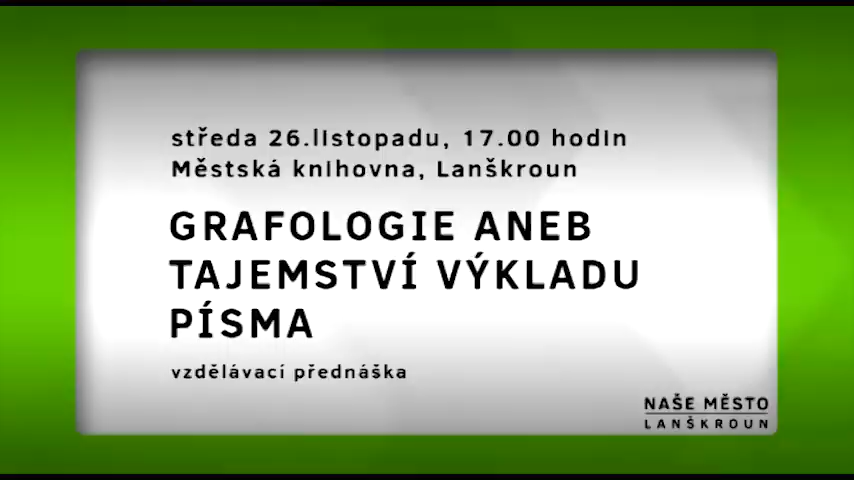 středa 26.listopadu, 17.00 hodin
Městská knihovna, Lanškroun
GRAFOLOGIE ANEB
TAJEMSTVÍ VÝKLADU
PÍSMA
vzdělávací přednáška
NAŠE MĚSTO
LANŠKROUN